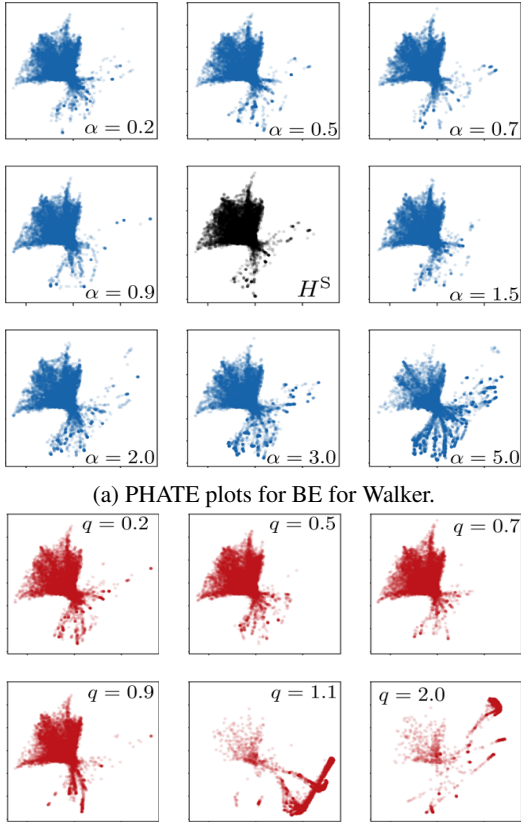 α = 0.2
α = 0.5
α = 0.7
α = 0.9
Hˢ
α = 1.5
α = 2.0
α = 3.0
α = 5.0
(a) PHATE plots for BE for Walker.
q = 0.2
q = 0.5
q = 0.7
q = 0.9
q = 1.1
q = 2.0